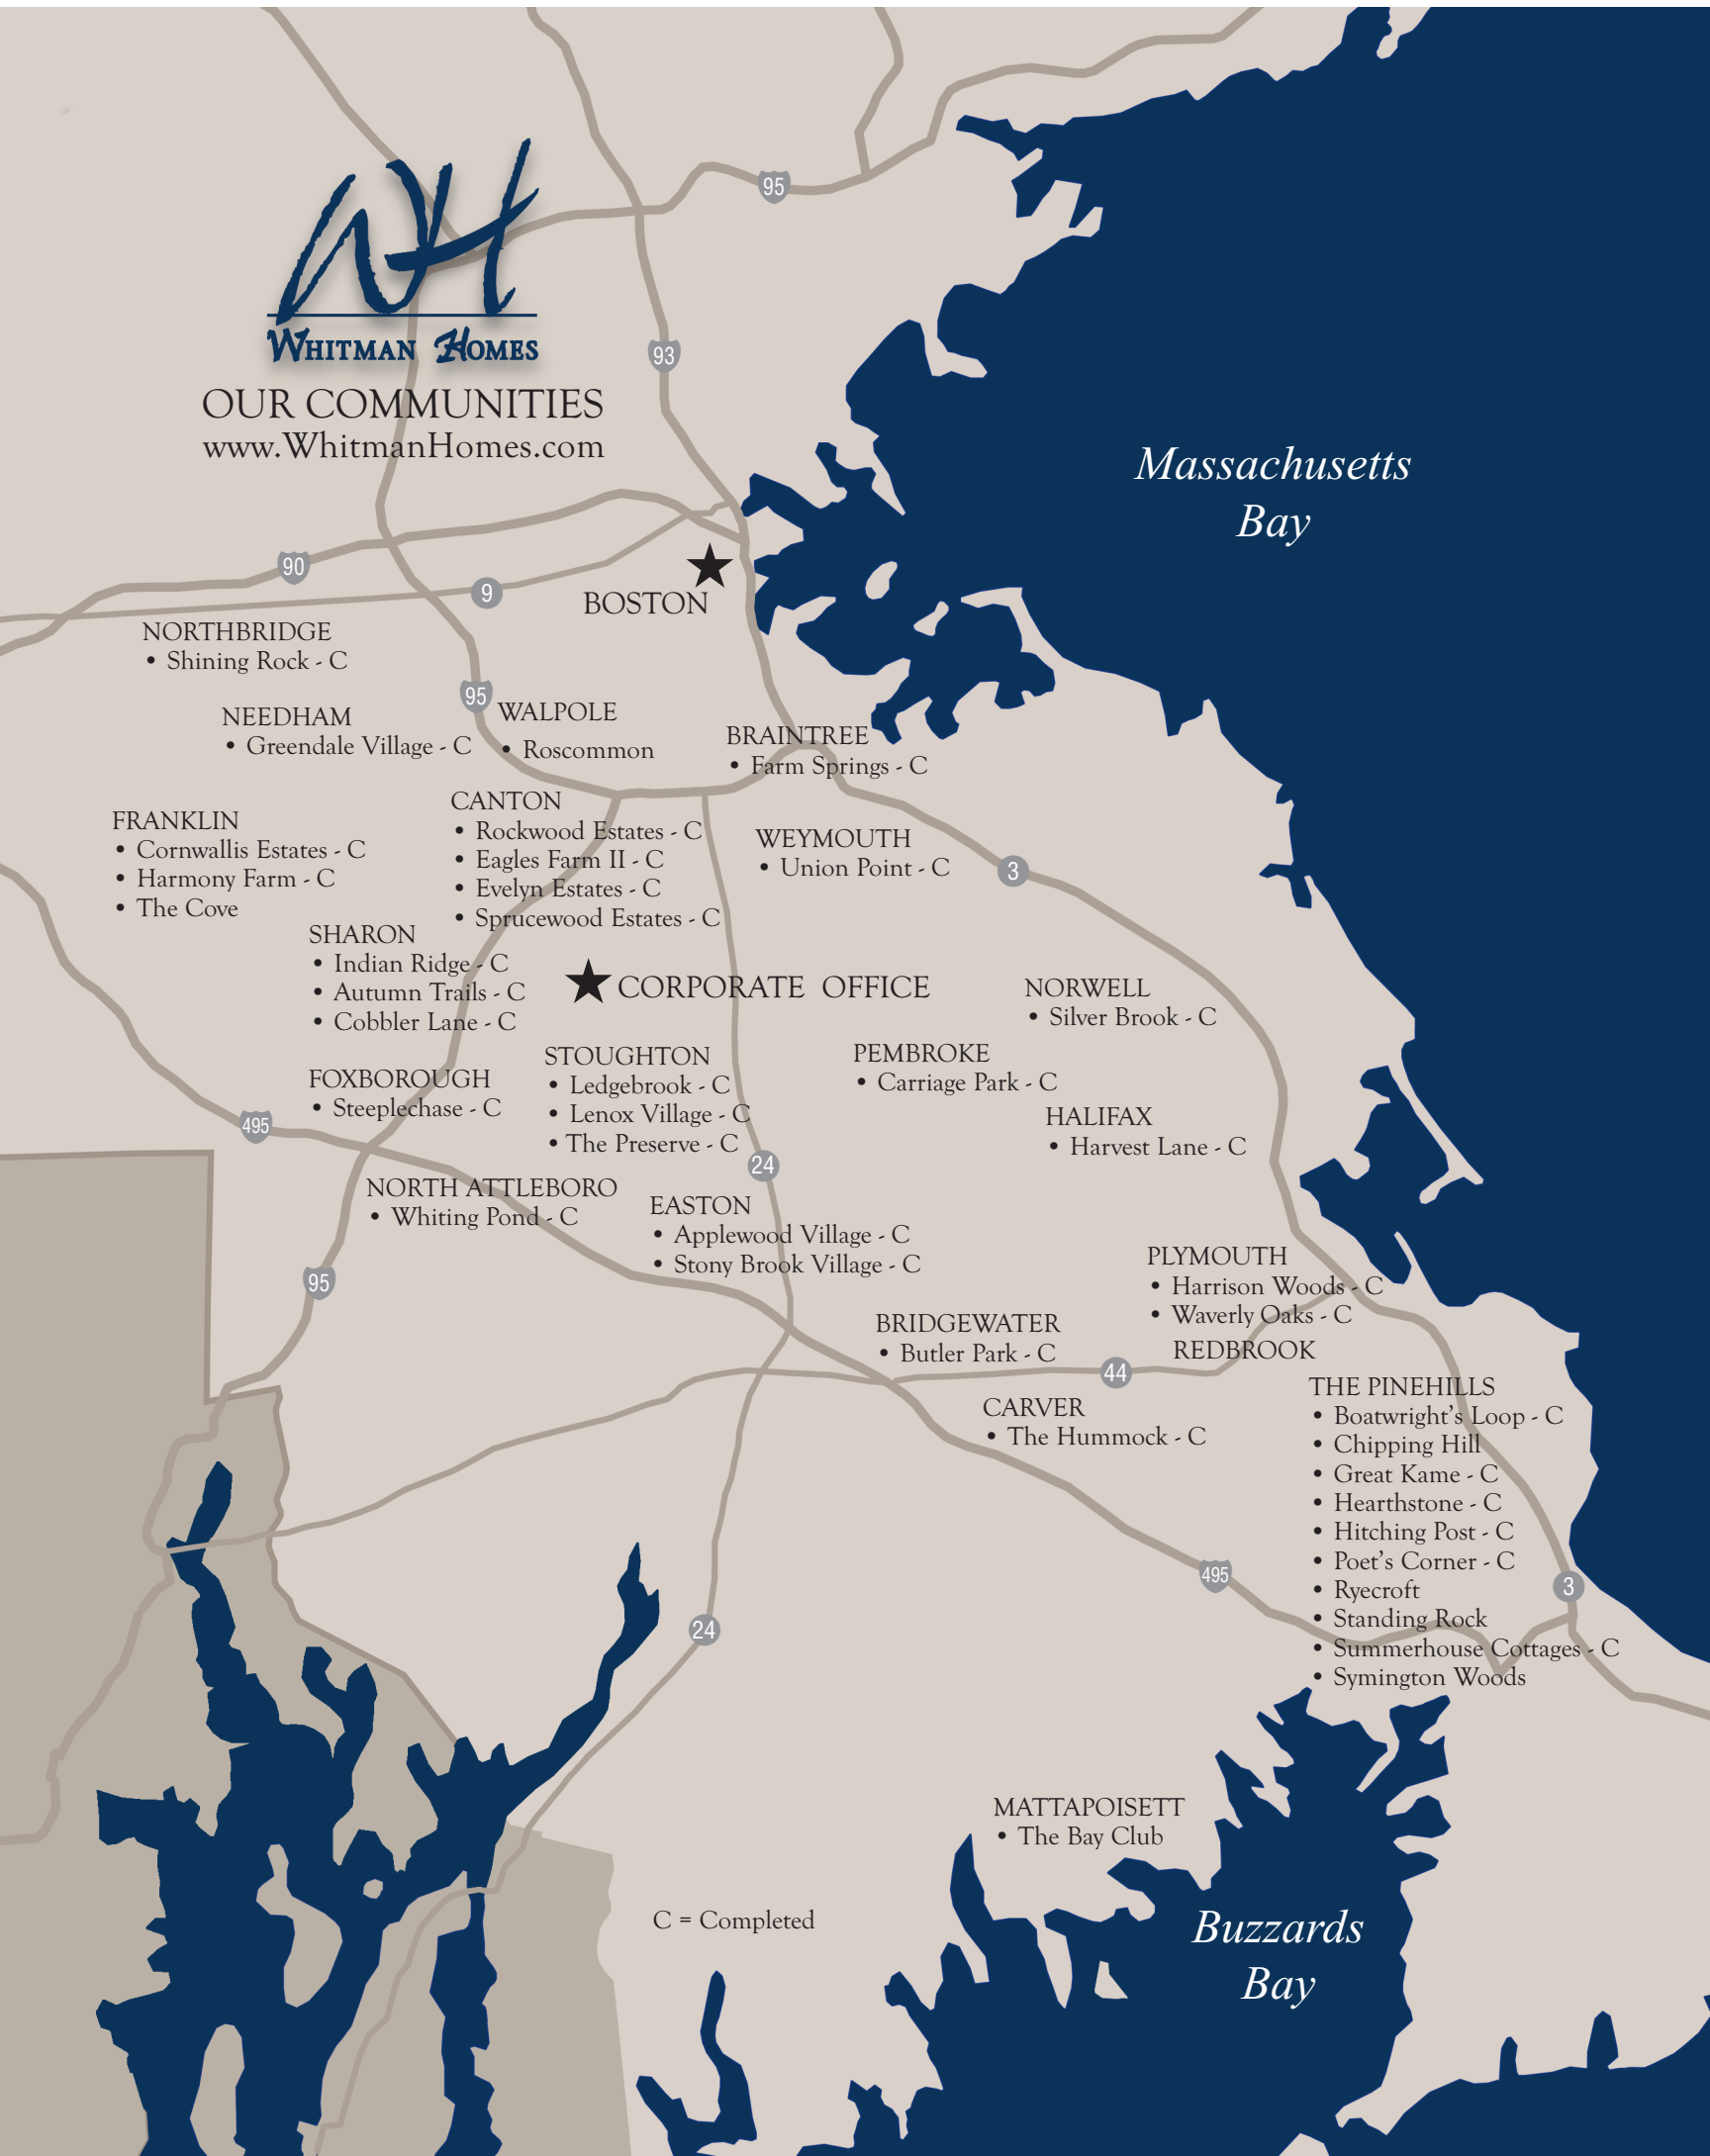 95
WH
WHITMAN HOMES
93
OUR COMMUNITIES
www.WhitmanHomes.com
Massachusetts
Bay
90
9
BOSTON
NORTHBRIDGE
• Shining Rock - C
95
NEEDHAM
• Greendale Village - C
WALPOLE
• Roscommon
BRAINTREE
• Farm Springs - C
FRANKLIN
• Cornwallis Estates - C
• Harmony Farm - C
• The Cove
CANTON
• Rockwood Estates - C
• Eagles Farm II - C
• Evelyn Estates - C
• Sprucewood Estates - C
WEYMOUTH
• Union Point - C
3
SHARON
• Indian Ridge - C
• Autumn Trails - C
• Cobbler Lane - C
CORPORATE OFFICE
NORWELL
• Silver Brook - C
FOXBOROUGH
• Steeplechase - C
495
STOUGHTON
• Ledgebrook - C
• Lenox Village - C
• The Preserve - C
PEMBROKE
• Carriage Park - C
HALIFAX
• Harvest Lane - C
24
NORTH ATTLEBORO
• Whiting Pond - C
EASTON
• Applewood Village - C
• Stony Brook Village - C
95
PLYMOUTH
• Harrison Woods - C
• Waverly Oaks - C
REDBROOK
BRIDGEWATER
• Butler Park - C
44
CARVER
• The Hummock - C
THE PINEHILLS
• Boatwright's Loop - C
• Chipping Hill
• Great Kame - C
• Hearthstone - C
• Hitching Post - C
• Poet's Corner - C
• Ryecroft
• Standing Rock
• Summerhouse Cottages - C
• Symington Woods
495
3
24
MATTAPOISETT
• The Bay Club
C = Completed
Buzzards
Bay